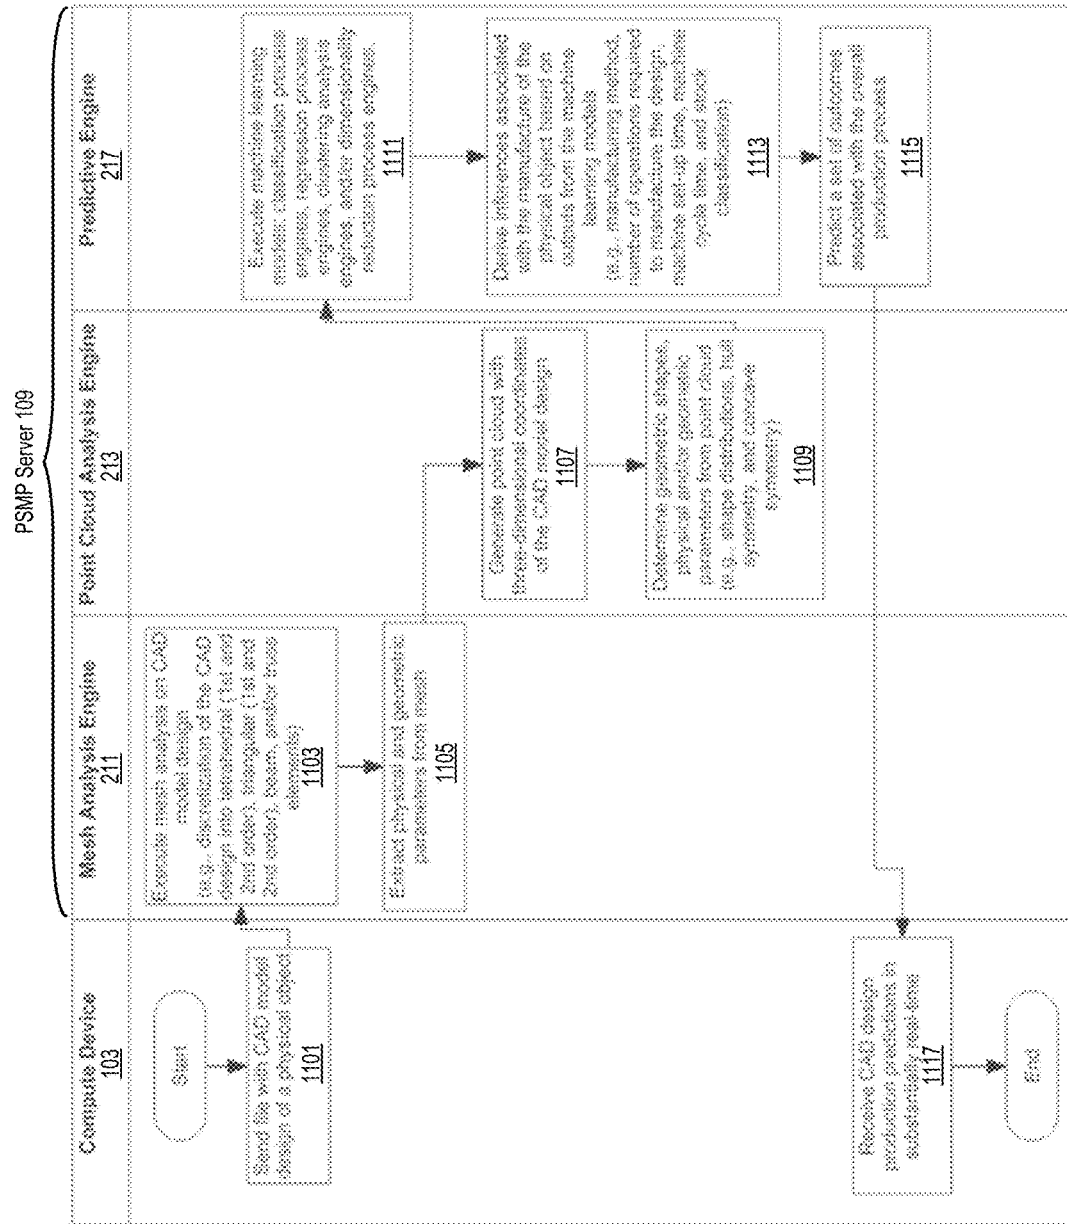 PSMP Server 109
Compute Device
103
Mesh Analysis Engine
211
Point Cloud Analysis Engine
213
Predictive Engine
217
Start
Send file with CAD model
design of a physical object
1101
Execute mesh analysis on CAD
model design
(e.g., discretization of the CAD
design into tetrahedral (1st and
2nd order), triangular (1st and
2nd order), beam, and/or truss
elements)
1103
Extract physical and geometric
parameters from mesh
1105
Generate point cloud with
three-dimensional coordinates
of the CAD model design
1107
Determine geometric shapes,
physical and/or geometric
parameters from point cloud
(e.g., shape distributions, hull
symmetry, and concave
symmetry)
1109
Execute machine learning
models: classification process
engines, regression process
engines, clustering analysis
engines, and/or dimensionality
reduction process engines.
1111
Derive inferences associated
with the manufacture of the
physical object based on
outputs from the machine
learning models
(e.g., manufacturing method,
number of operations required
to manufacture the design,
machine set-up time, machine
cycle time, and stock
classification)
1113
Predict a set of outcomes
associated with the overall
production process
1115
Receive CAD design
production predictions in
substantially real-time
1117
End